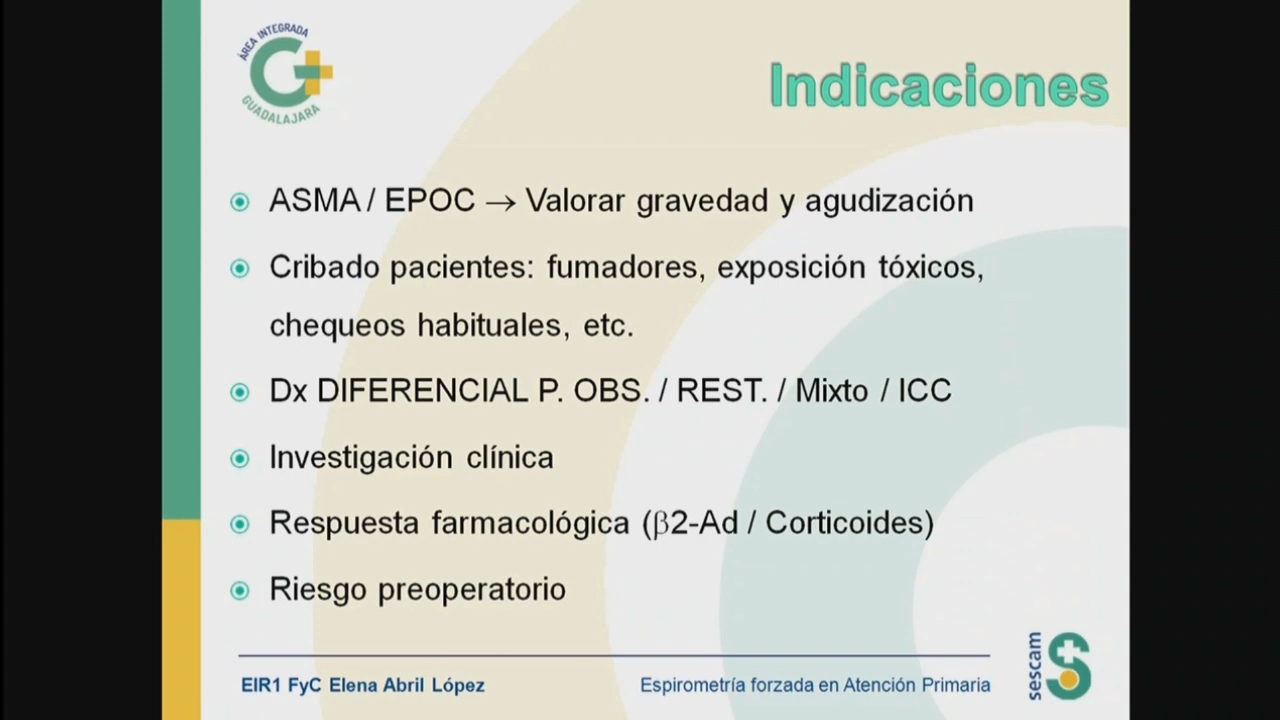 ÁREA INTEGRADA
GUADALAJARA
Indicaciones
ASMA / EPOC → Valorar gravedad y agudización
Cribado pacientes: fumadores, exposición tóxicos,
chequeos habituales, etc.
Dx DIFERENCIAL P. OBS. / REST. / Mixto / ICC
Investigación clínica
Respuesta farmacológica (β2-Ad / Corticoides)
Riesgo preoperatorio
EIR1 FyC Elena Abril López
Espirometría forzada en Atención Primaria
sescam